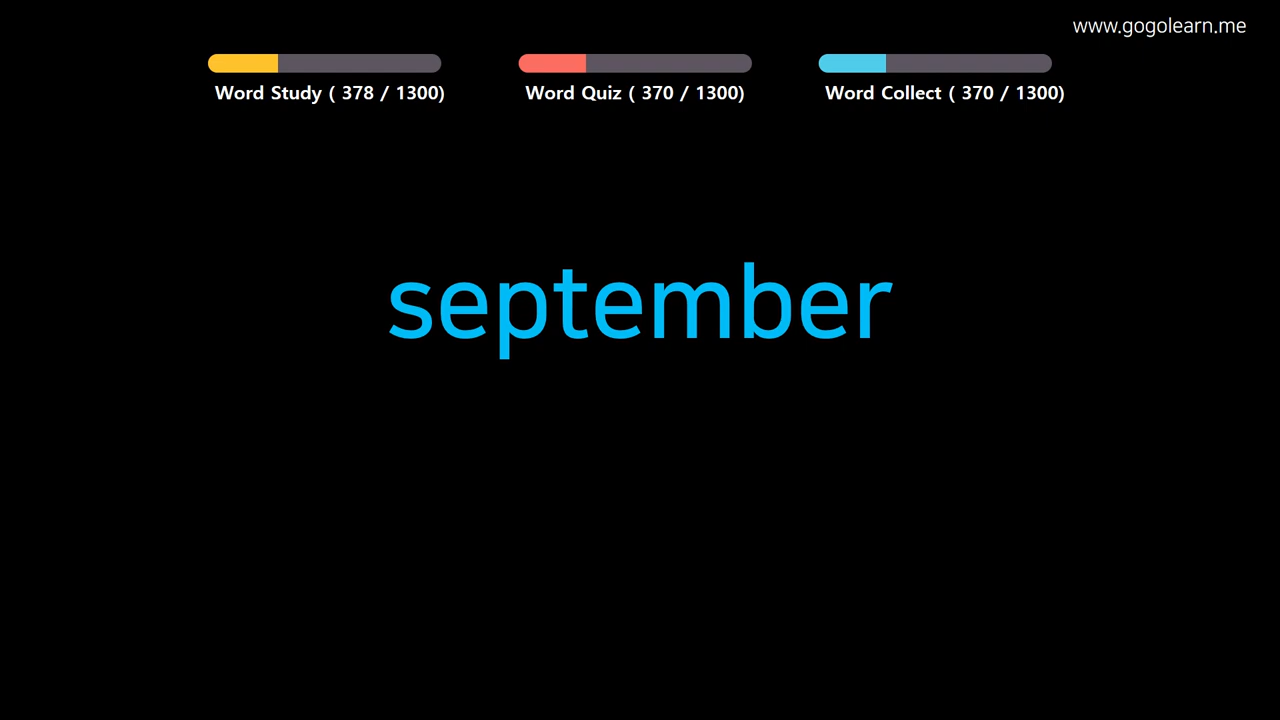 www.gogolearn.me
Word Study ( 378 / 1300)
Word Quiz ( 370 / 1300)
Word Collect ( 370 / 1300)
september